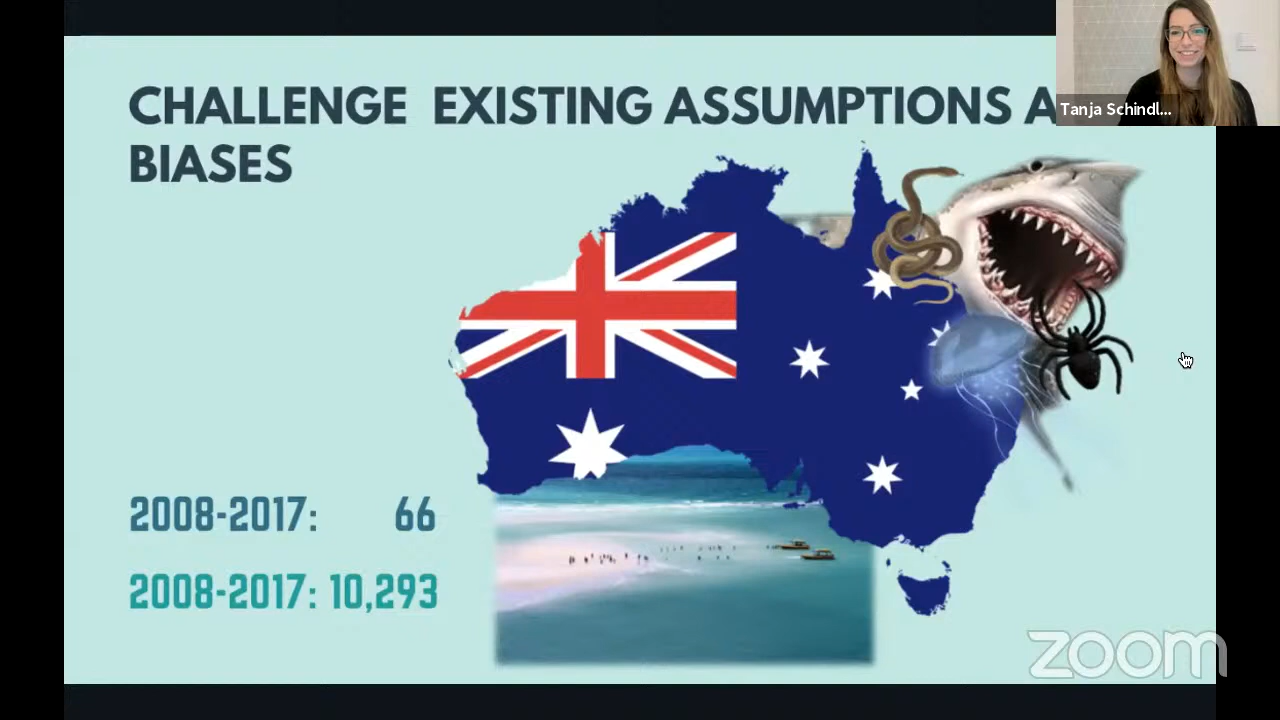 CHALLENGE EXISTING ASSUMPTIONS A
BIASES
Tanja Schindl...
2008-2017: 66
2008-2017: 10,293
zoom